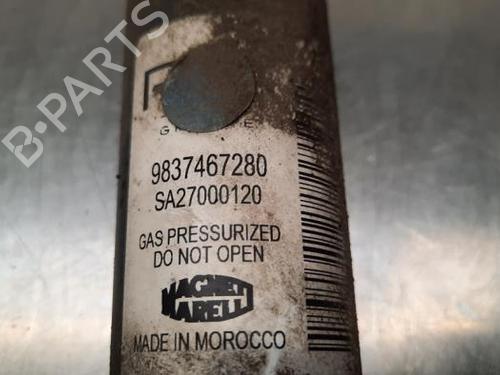 9837467280
SA27000120
GAS PRESSURIZED
DO NOT OPEN
MAGNETI
MARELLI
MADE IN MOROCCO
B-PARTS